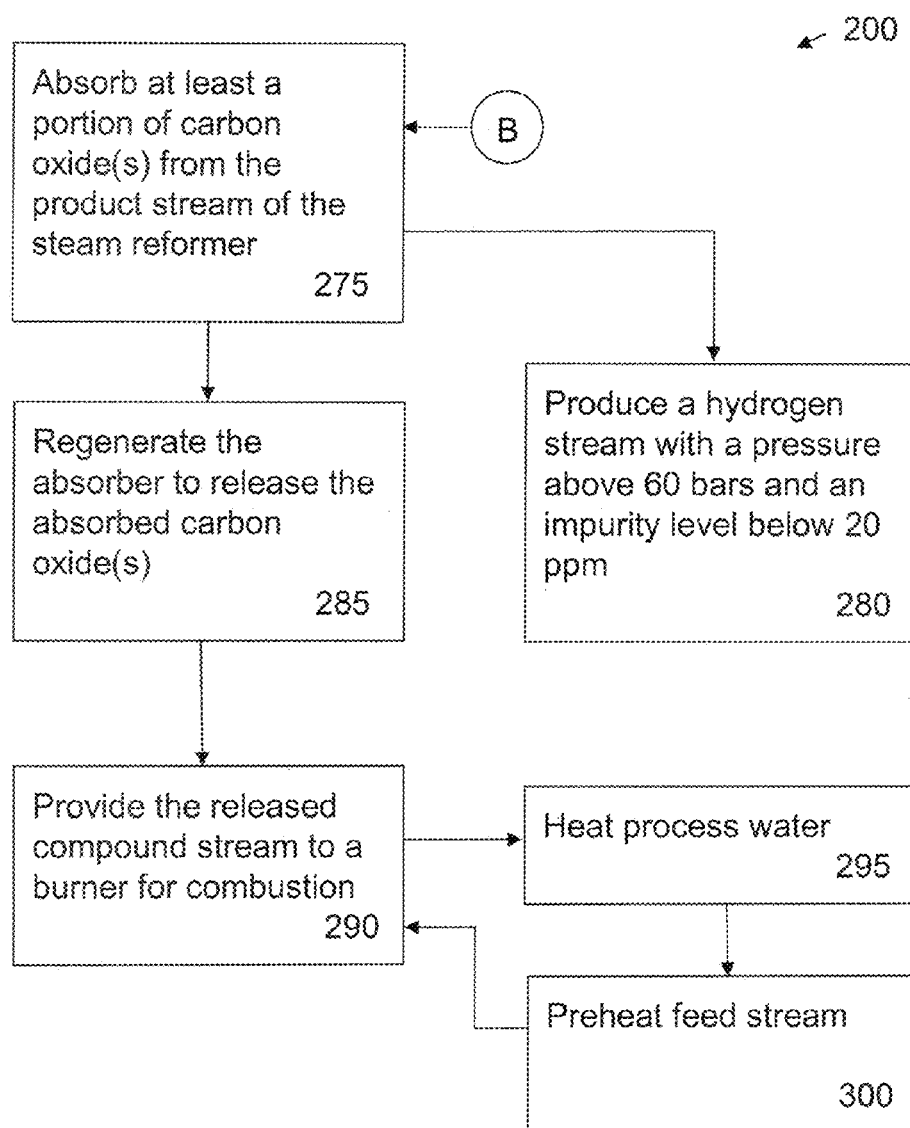 200
Absorb at least a
portion of carbon
oxide(s) from the
product stream of the
steam reformer
275
B
Produce a hydrogen
stream with a pressure
above 60 bars and an
impurity level below 20
ppm
280
Regenerate the
absorber to release the
absorbed carbon
oxide(s)
285
Provide the released
compound stream to a
burner for combustion
290
Heat process water
295
Preheat feed stream
300